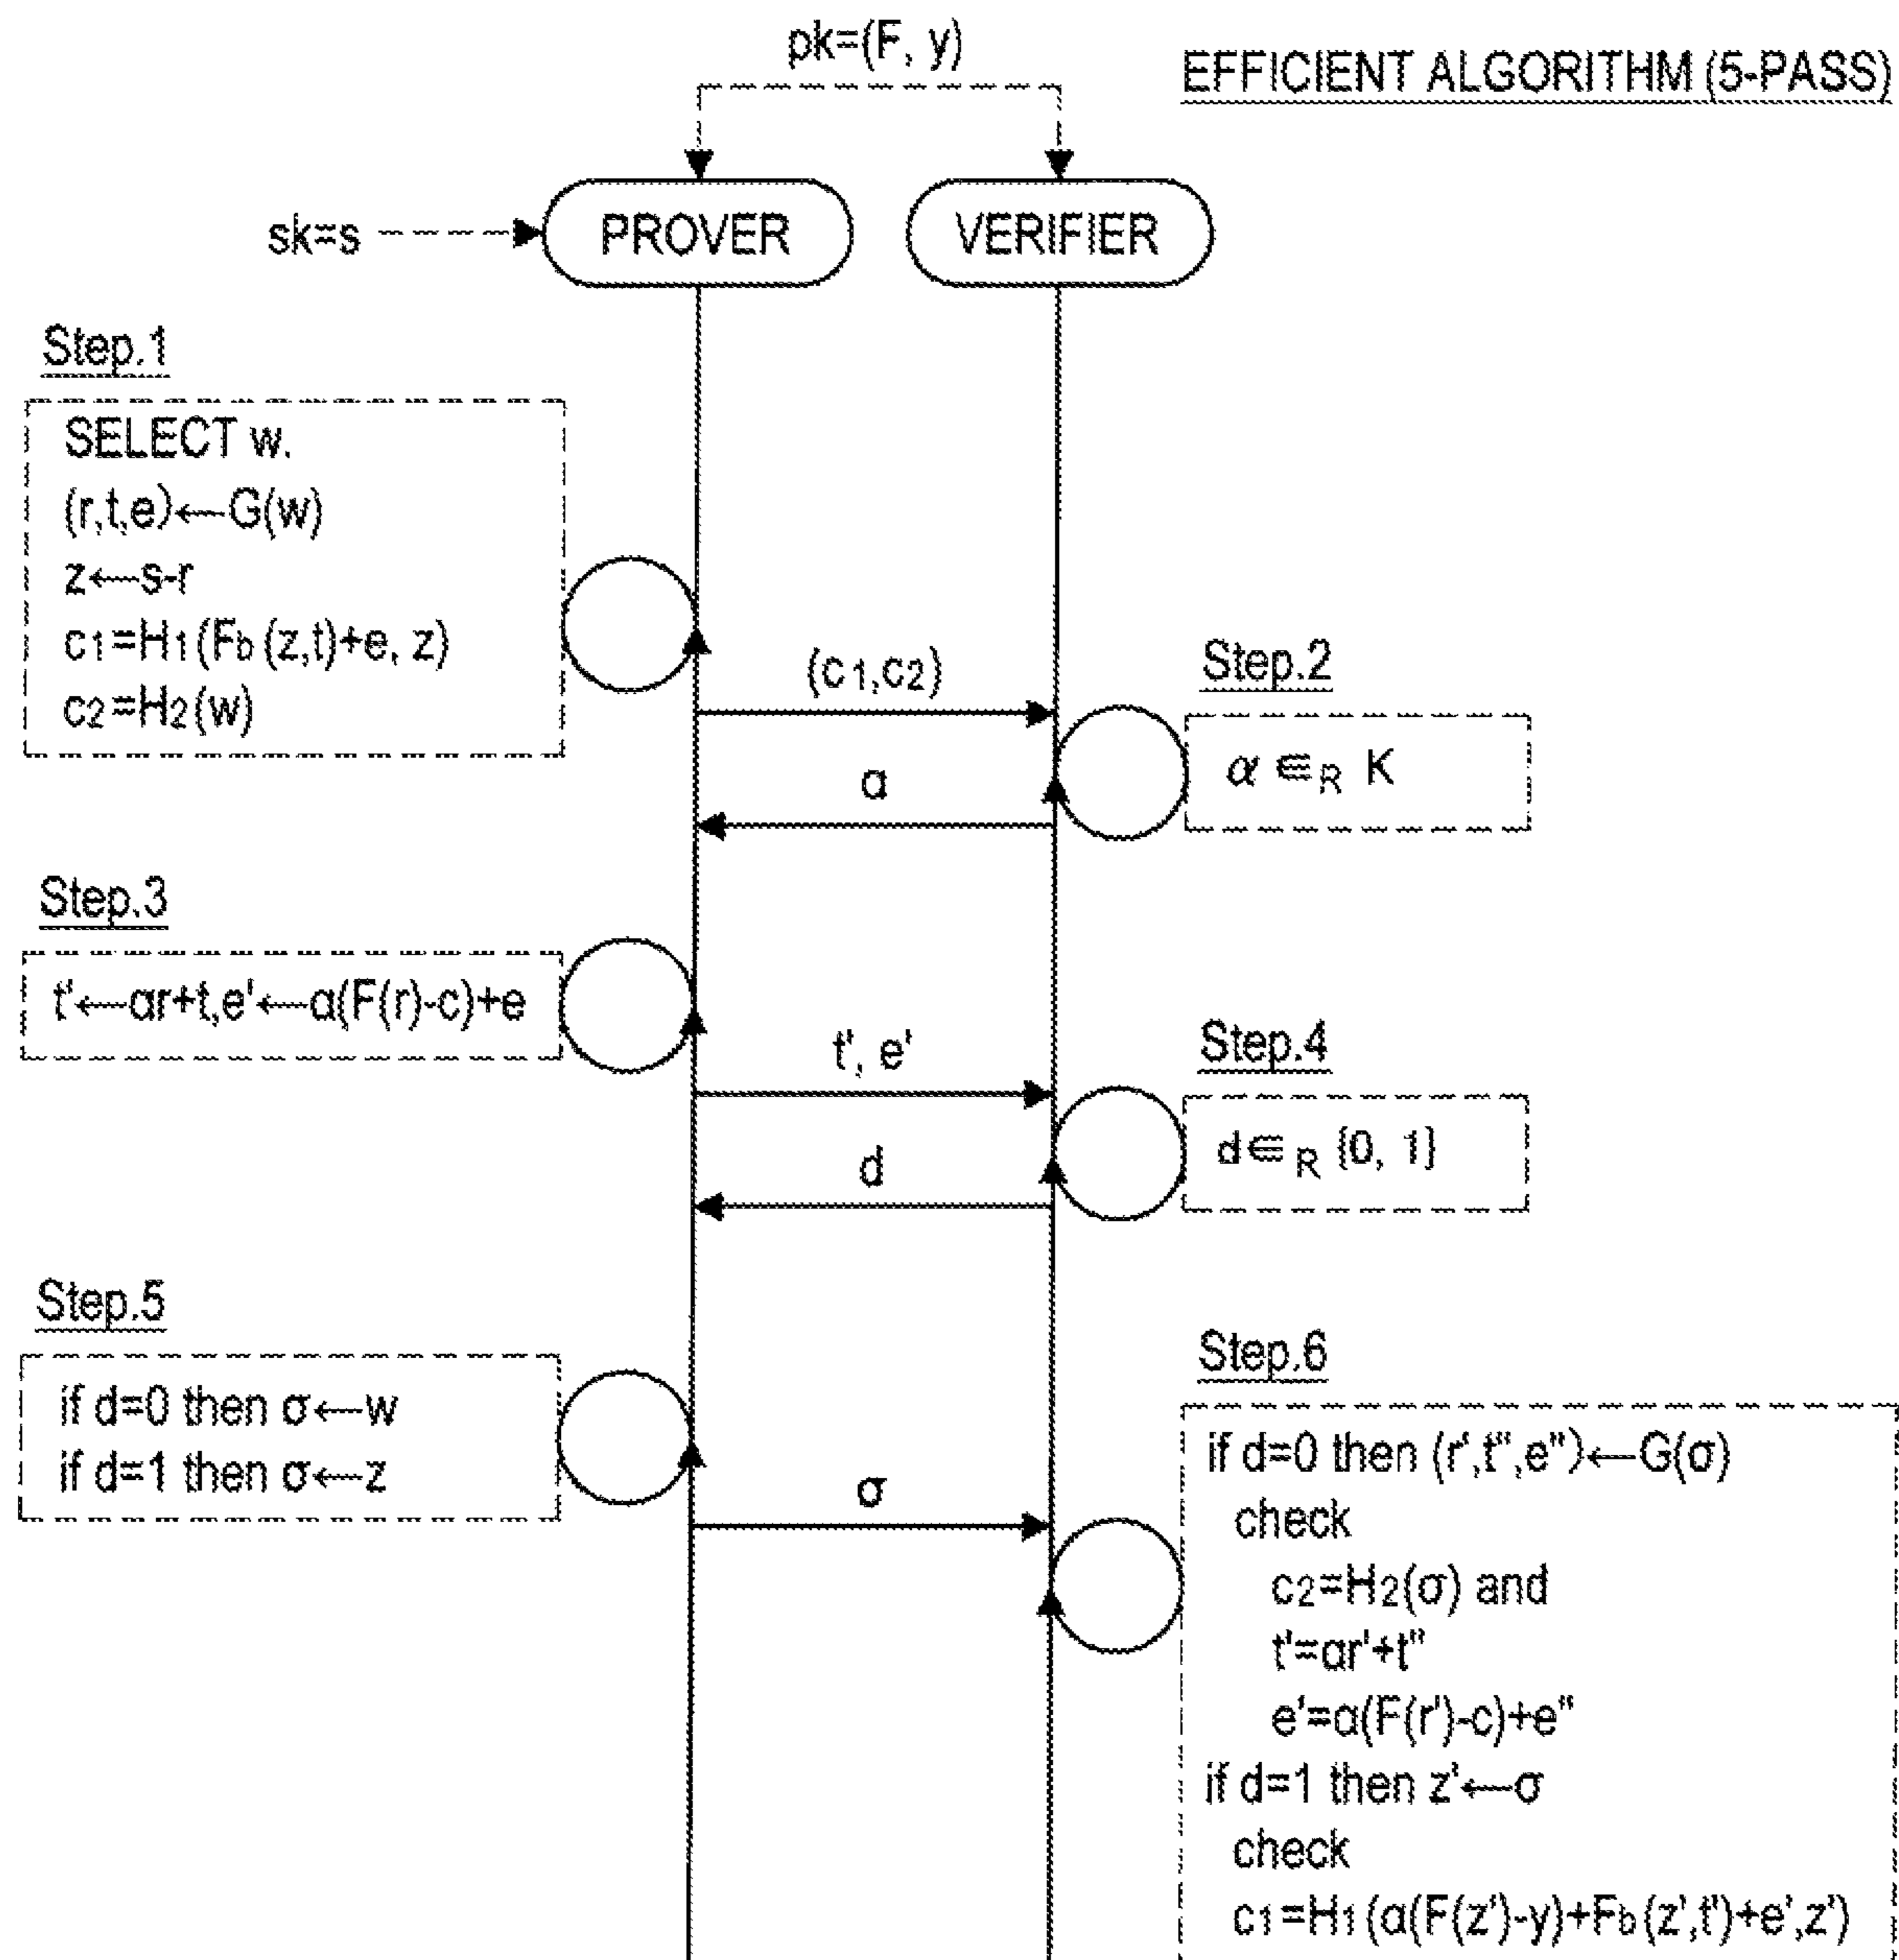 pk=(F, y)
EFFICIENT ALGORITHM (5-PASS)
sk=s
PROVER
VERIFIER
Step.1
SELECT w.
(r,t,e)←G(w)
z←s-r
c1=H1(Fb(z,t)+e, z)
c2=H2(w)
(c1,c2)
Step.2
α ∈R K
α
Step.3
t'←αr+t,e'←α(F(r)-c)+e
t', e'
Step.4
d∈R {0, 1}
d
Step.5
if d=0 then σ←w
if d=1 then σ←z
σ
Step.6
if d=0 then (r',t",e")←G(σ)
check
c2=H2(σ) and
t'=αr'+t"
e'=α(F(r')-c)+e"
if d=1 then z'←σ
check
c1=H1(α(F(z')-y)+Fb(z',t')+e',z')